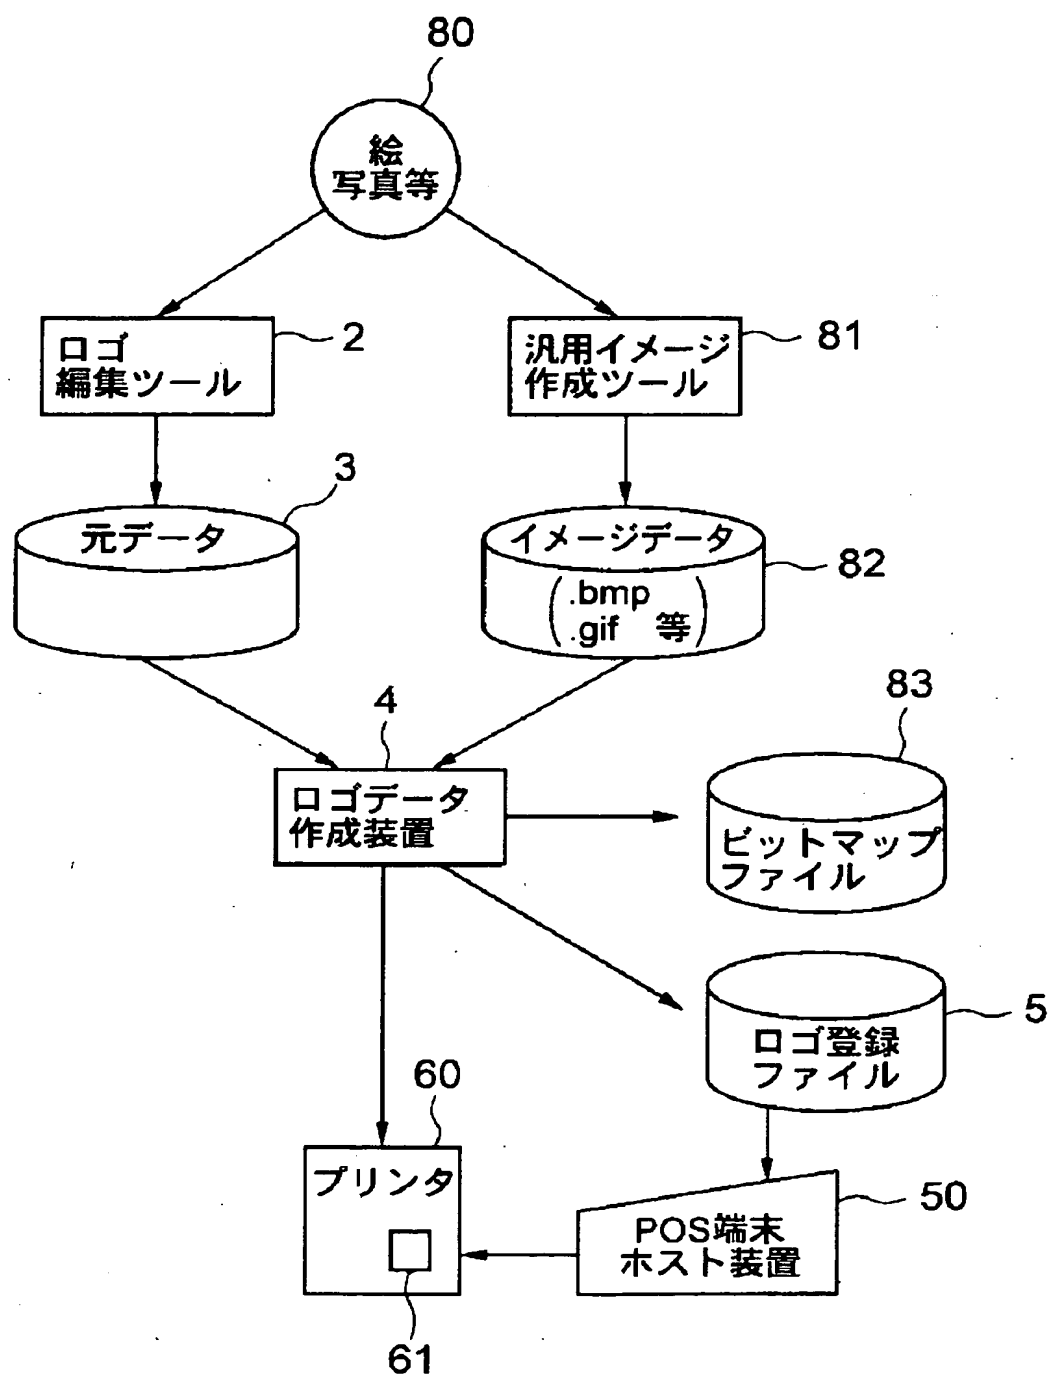 80
絵
写真等
ロゴ
編集ツール
2
汎用イメージ
作成ツール
81
3
元データ
イメージデータ
.bmp
.gif 等
82
4
ロゴデータ
作成装置
83
ビットマップ
ファイル
5
ロゴ登録
ファイル
60
プリンタ
61
POS端末
ホスト装置
50